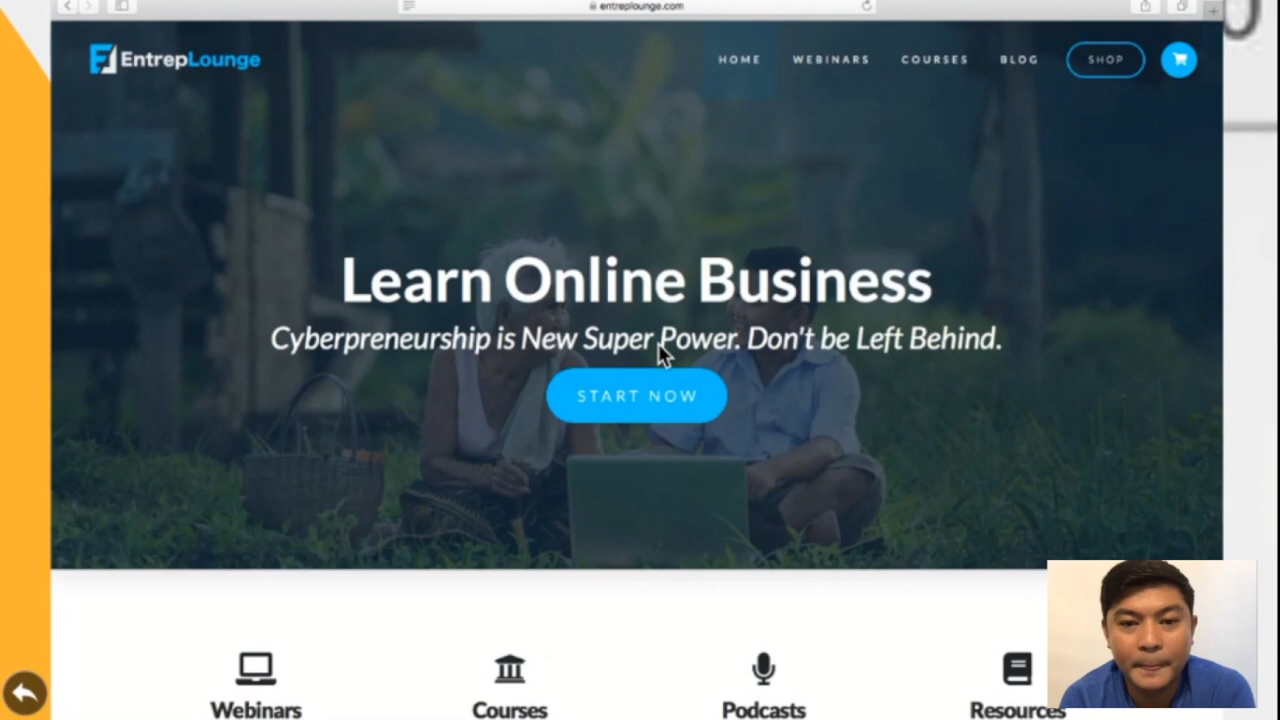 entreplounge.com
EntrepLounge
HOME WEBINARS COURSES BLOG SHOP
Learn Online Business
Cyberpreneurship is New Super Power. Don't be Left Behind.
START NOW
Webinars Courses Podcasts Resources